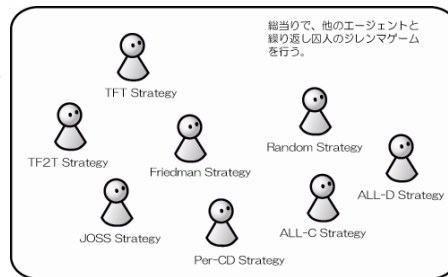 総当りで、他のエージェントと
繰り返し囚人のジレンマゲーム
を行う。
TFT Strategy
TF2T Strategy
Friedman Strategy
Random Strategy
ALL-D Strategy
JOSS Strategy
Per-CD Strategy
ALL-C Strategy